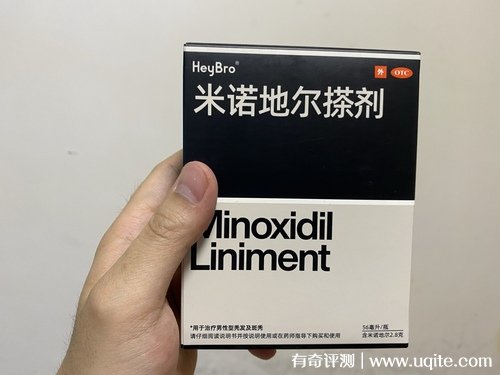 HeyBro®
外 OTC
米诺地尔搽剂
Minoxidil
Liniment
*用于治疗男性型秃发及斑秃
请仔细阅读说明书并按说明使用或在药师指导下购买和使用
56毫升/瓶
含米诺地尔2.8克
有奇评测 | www.uqite.com